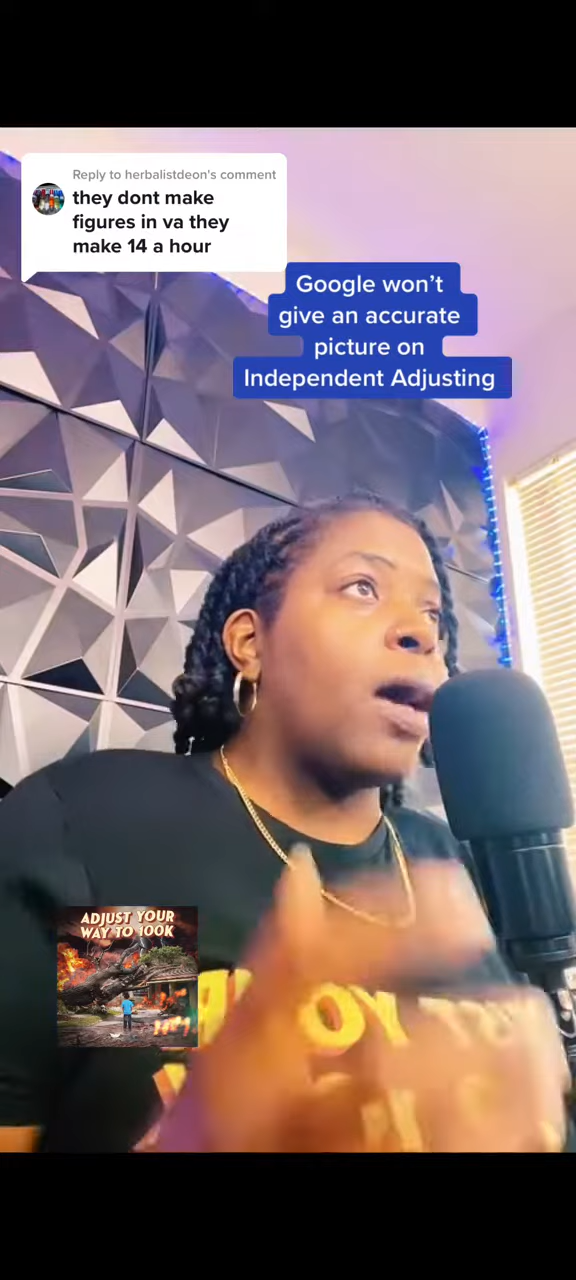 Reply to herbalistdeon's comment
they dont make
figures in va they
make 14 a hour
Google won’t
give an accurate
picture on
Independent Adjusting
ADJUST YOUR
WAY TO 100K